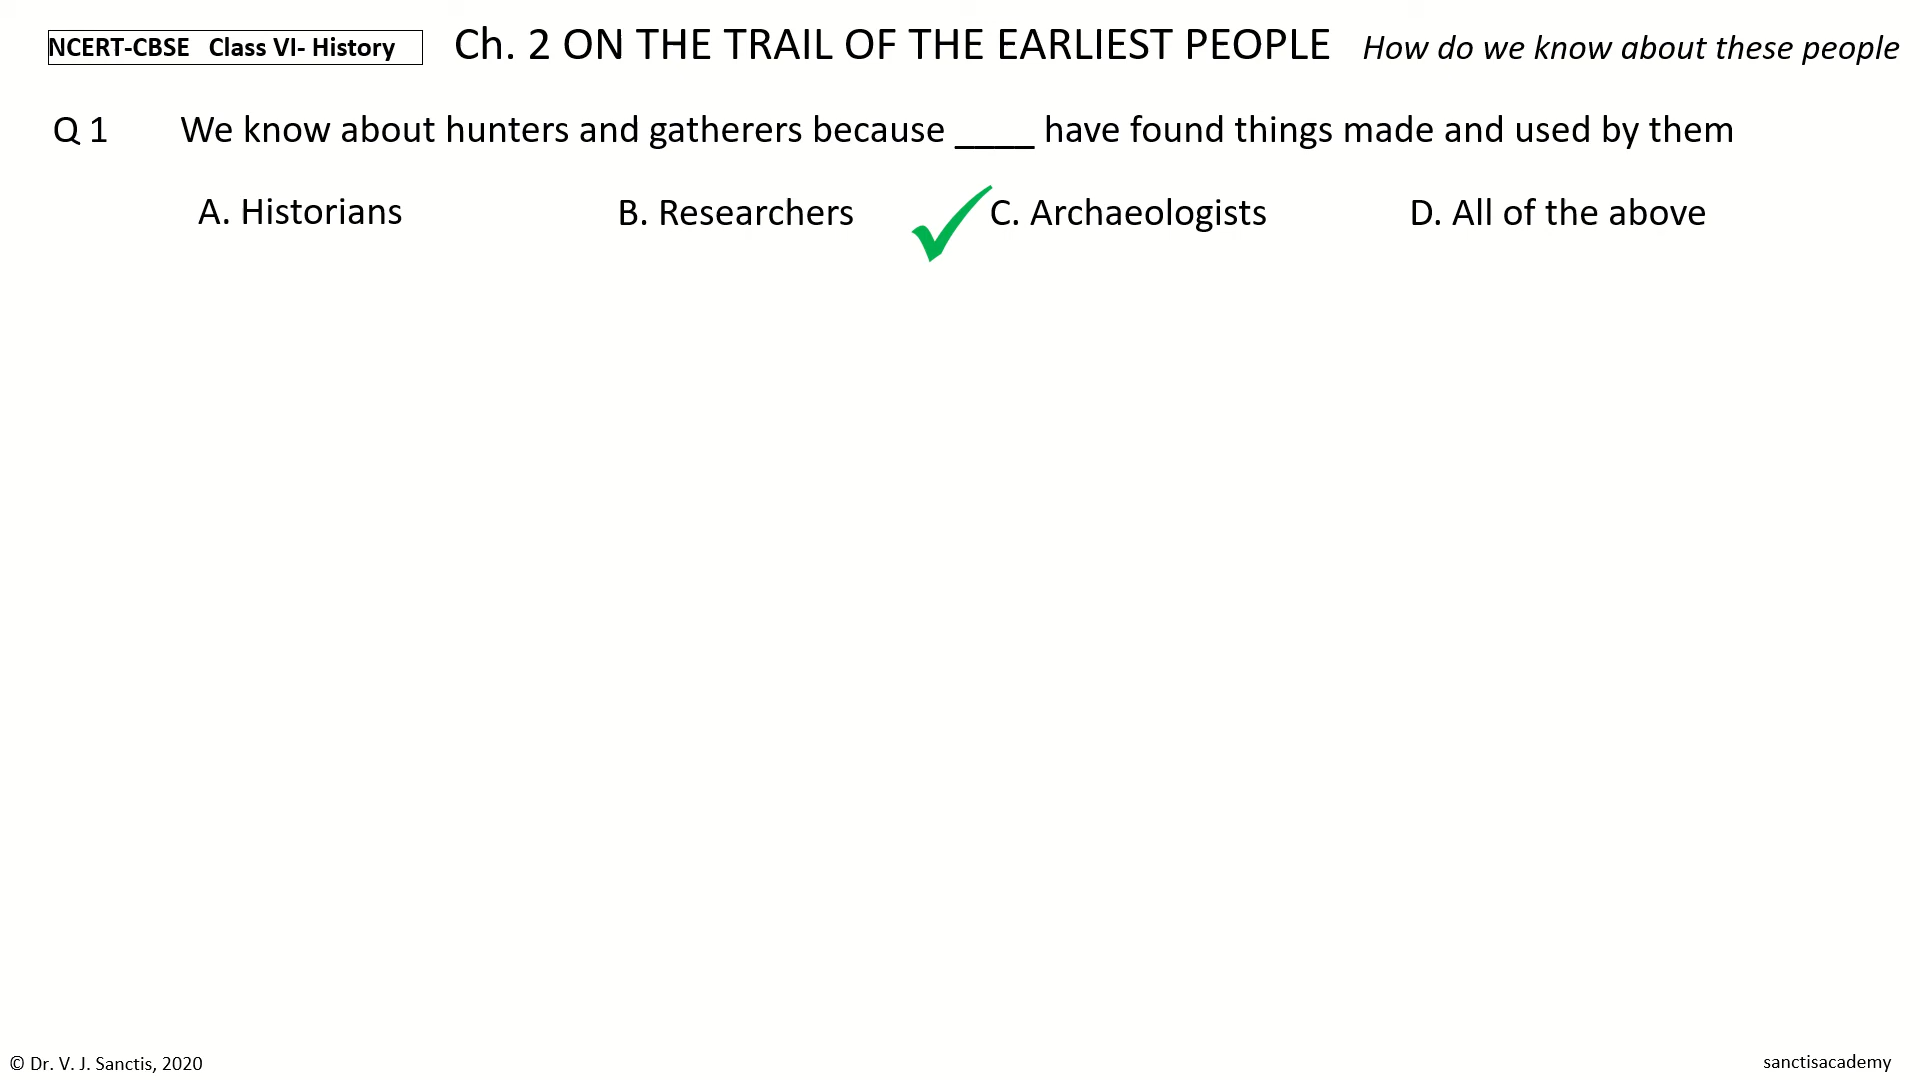 NCERT-CBSE Class VI- History Ch. 2 ON THE TRAIL OF THE EARLIEST PEOPLE How do we know about these people
Q 1 We know about hunters and gatherers because ____ have found things made and used by them
A. Historians B. Researchers C. Archaeologists D. All of the above
© Dr. V. J. Sanctis, 2020 sanctisacademy